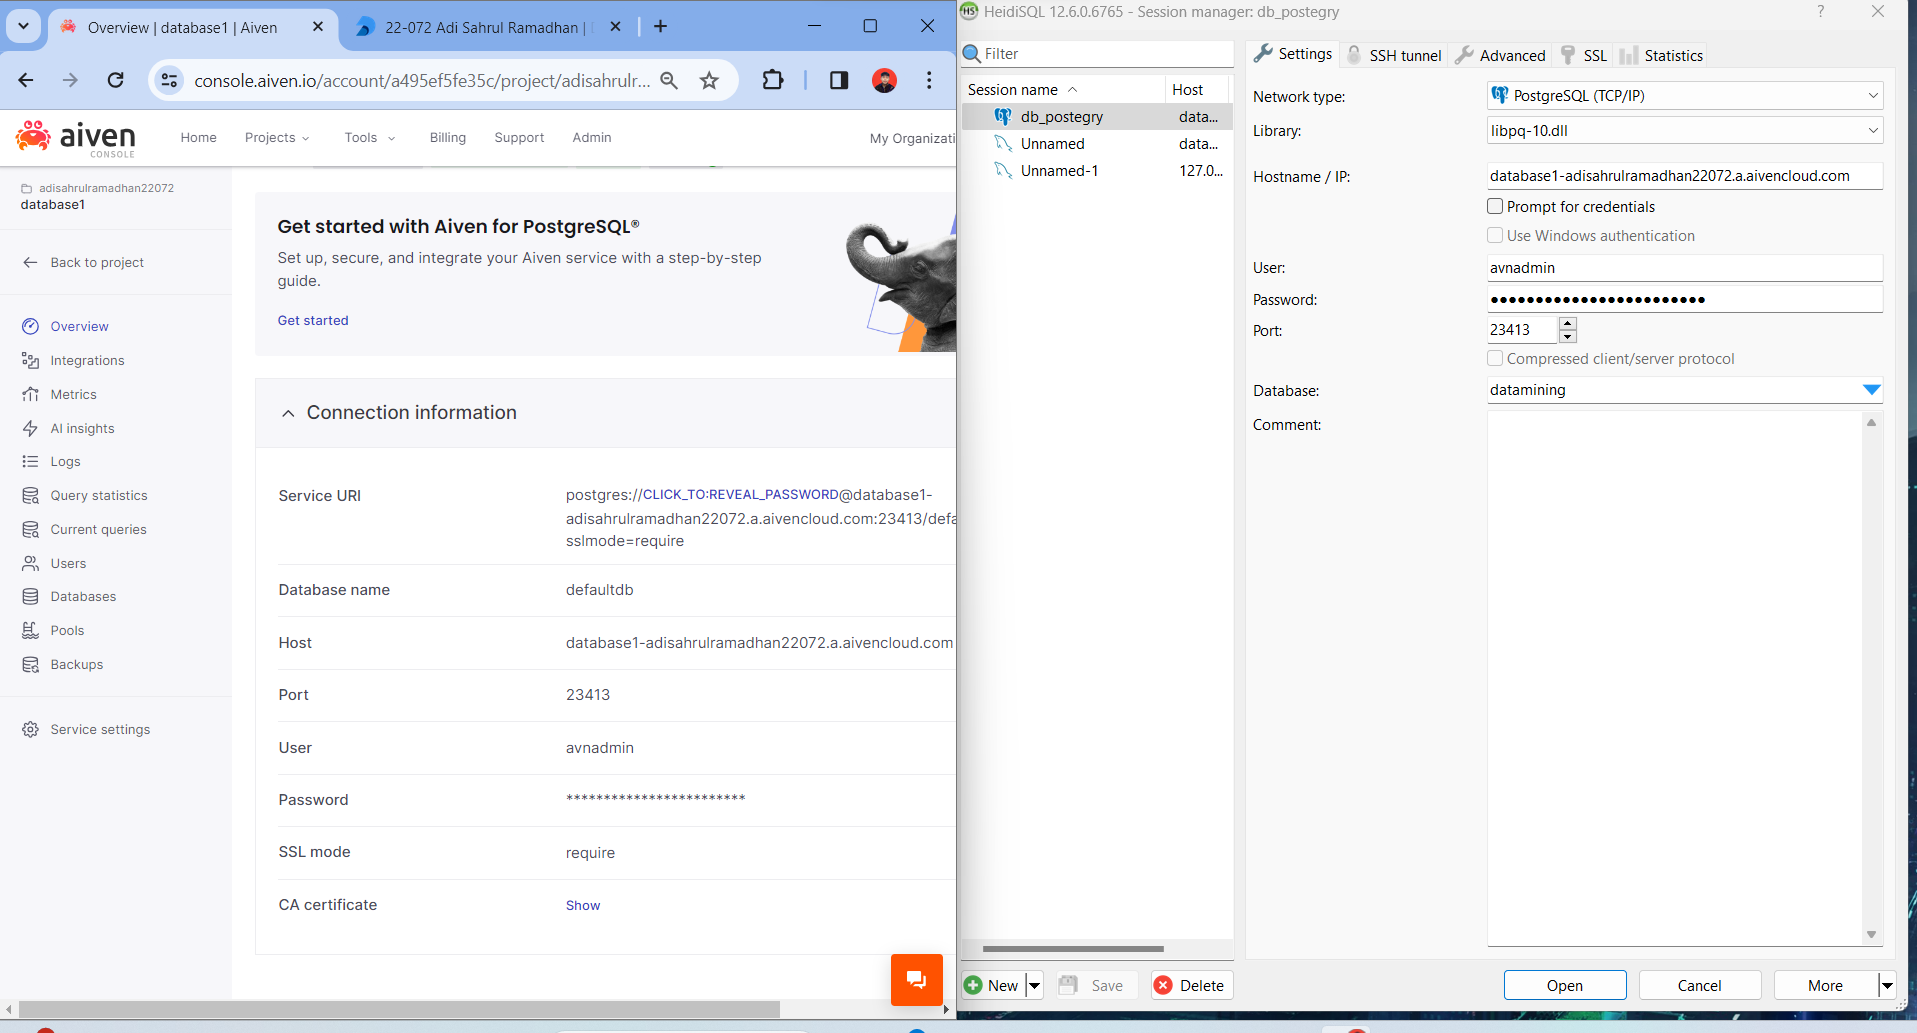 Overview | database1 | Aiven
22-072 Adi Sahrul Ramadhan |
console.aiven.io/account/a495ef5fe35c/project/adisahrulr...
aiven
CONSOLE
Home
Projects
Tools
Billing
Support
Admin
My Organizati
adisahrulramadhan22072
database1
Back to project
Overview
Integrations
Metrics
AI insights
Logs
Query statistics
Current queries
Users
Databases
Pools
Backups
Service settings
Get started with Aiven for PostgreSQL®
Set up, secure, and integrate your Aiven service with a step-by-step
guide.
Get started
Connection information
Service URI
postgres://CLICK_TO:REVEAL_PASSWORD@database1-
adisahrulramadhan22072.a.aivencloud.com:23413/defa
sslmode=require
Database name
defaultdb
Host
database1-adisahrulramadhan22072.a.aivencloud.com
Port
23413
User
avnadmin
Password
************************
SSL mode
require
CA certificate
Show
HS HeidiSQL 12.6.0.6765 - Session manager: db_postegry
?
Filter
Session name
Host
db_postegry
data...
Unnamed
data...
Unnamed-1
127.0...
New
Save
Delete
Settings
SSH tunnel
Advanced
SSL
Statistics
Network type:
PostgreSQL (TCP/IP)
Library:
libpq-10.dll
Hostname / IP:
database1-adisahrulramadhan22072.a.aivencloud.com
Prompt for credentials
Use Windows authentication
User:
avnadmin
Password:
●●●●●●●●●●●●●●●●●●●●●●●●
Port:
23413
Compressed client/server protocol
Database:
datamining
Comment:
Open
Cancel
More